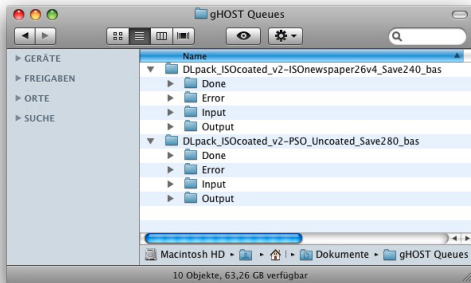 gHOST Queues
GERÄTE
FREIGABEN
ORTE
SUCHE
Name
DLpack_ISOcoated_v2-ISOnewspaper26v4_Save240_bas
Done
Error
Input
Output
DLpack_ISOcoated_v2-PSO_Uncoated_Save280_bas
Done
Error
Input
Output
Macintosh HD Dokumente gHOST Queues
10 Objekte, 63,26 GB verfügbar